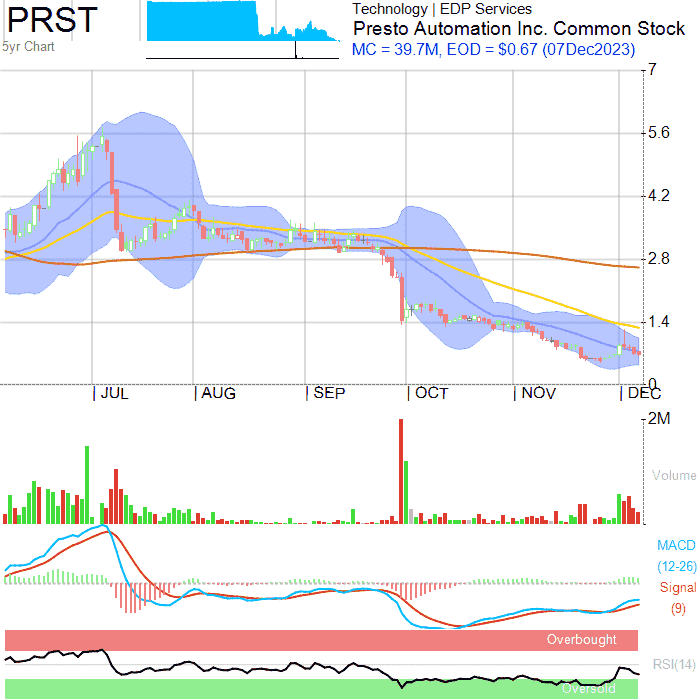 PRST
5yr Chart
Technology | EDP Services
Presto Automation Inc. Common Stock
MC = 39.7M, EOD = $0.67 (07Dec2023)
7
5.6
4.2
2.8
1.4
0
JUL AUG SEP OCT NOV DEC
2M
Volume
MACD
(12-26)
Signal
(9)
Overbought
RSI(14)
Oversold